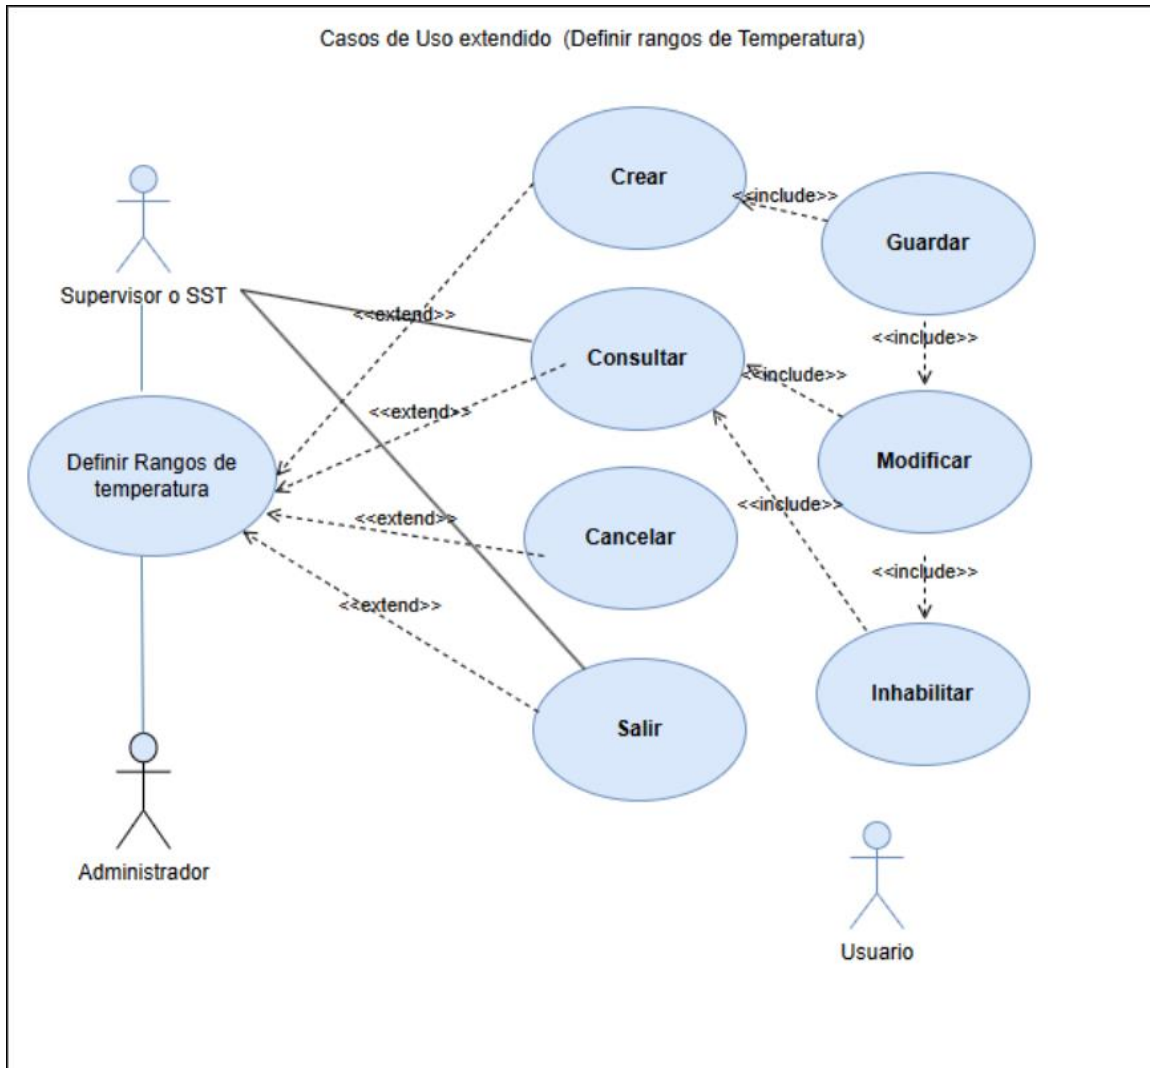 Casos de Uso extendido  (Definir rangos de Temperatura)
Crear
<<include>>
Guardar
Supervisor o SST
<<extend>>
<<include>>
Consultar
<<include>>
<<extend>>
Definir Rangos de
temperatura
Modificar
<<include>>
<<extend>>
Cancelar
<<include>>
<<extend>>
Inhabilitar
Salir
Administrador
Usuario